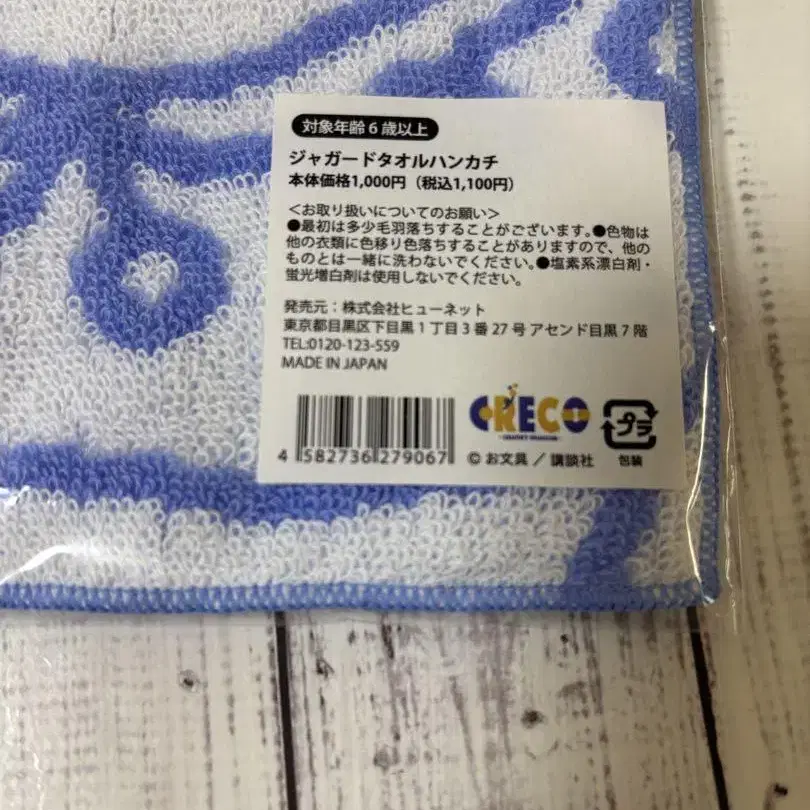 対象年齢6歳以上
ジャガードタオルハンカチ
本体価格1,000円（税込1,100円）
＜お取り扱いについてのお願い＞
●最初は多少毛羽落ちすることがございます。●色物は
他の衣類に色移り色落ちすることがありますので、他の
ものとは一緒に洗わないでください。●塩素系漂白剤・
蛍光増白剤は使用しないでください。
発売元：株式会社ヒューネット
東京都目黒区下目黒1丁目3番27号アセンド目黒7階
TEL:0120-123-559
MADE IN JAPAN
4 582736 279067
CRECO
プラ
包装
©お文具／講談社